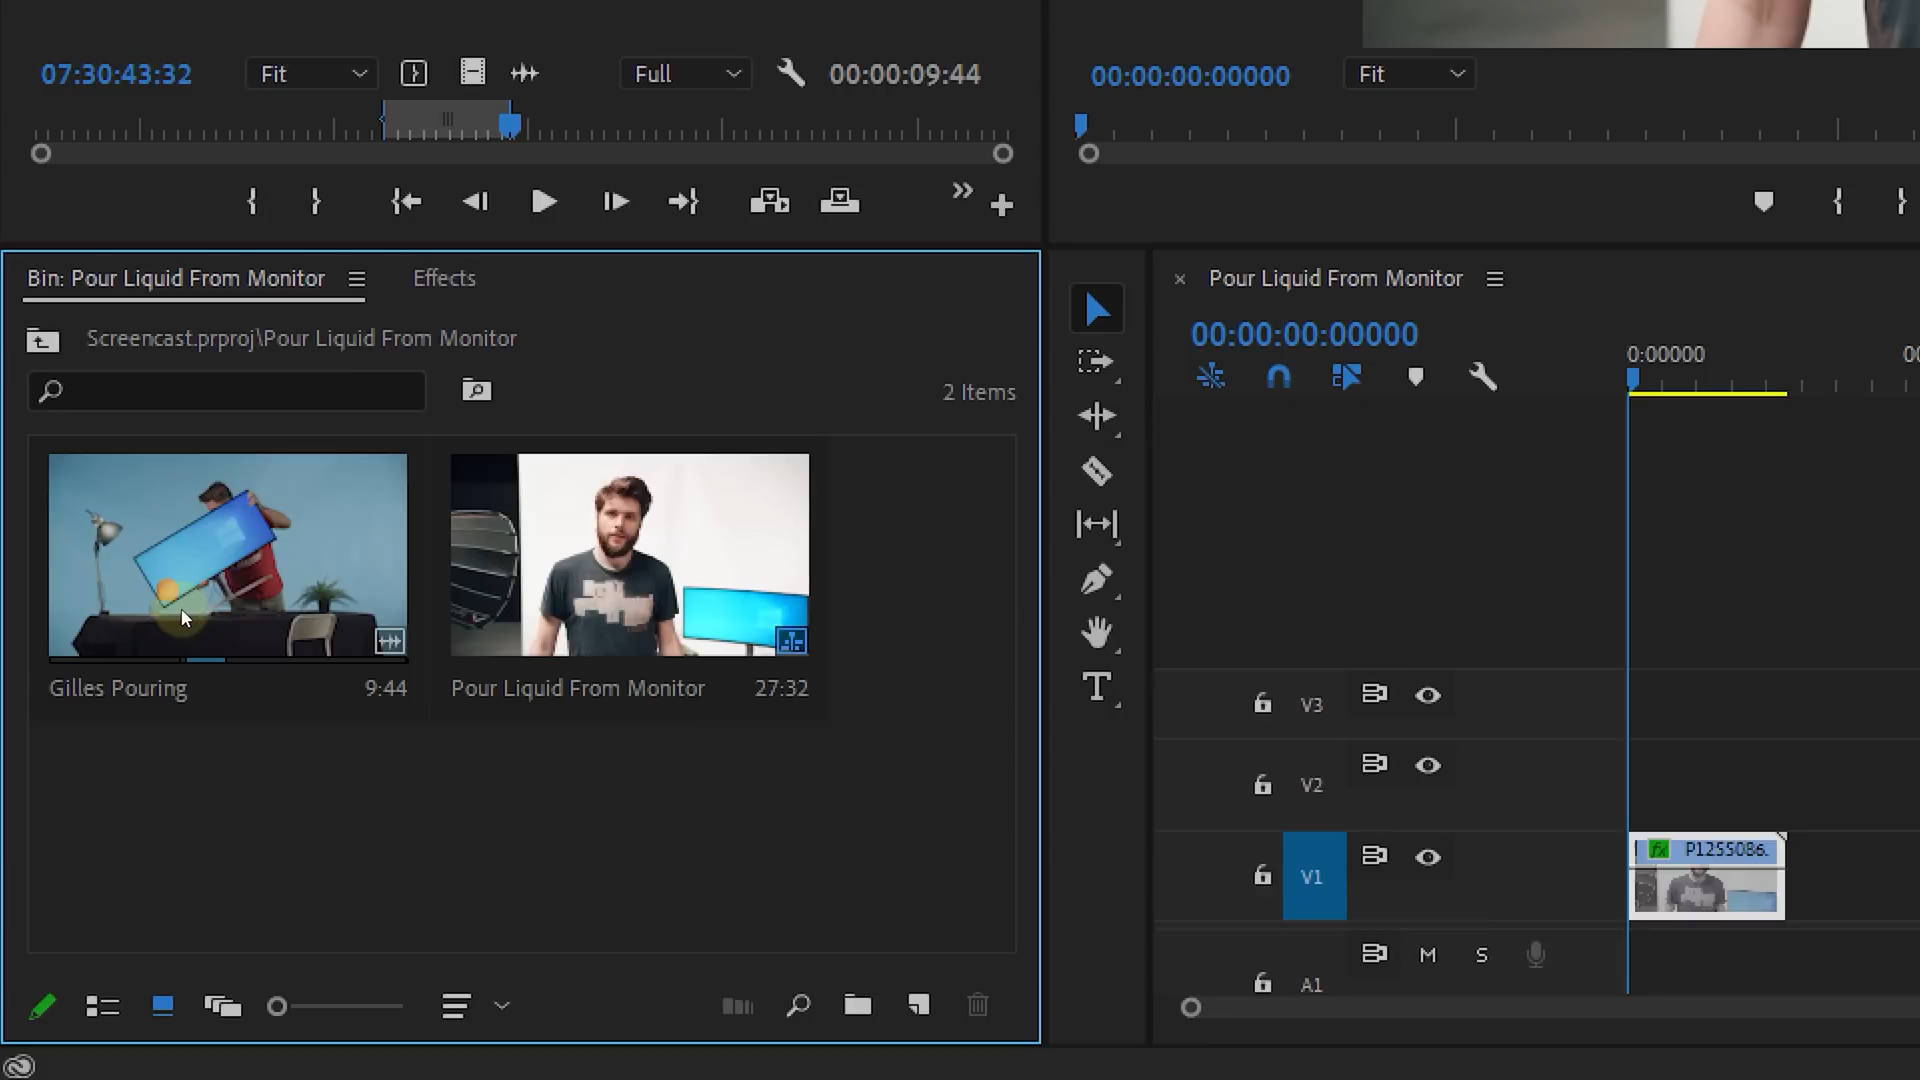 07:30:43:32
Fit
Full
00:00:09:44
00:00:00:00000
Fit
Bin: Pour Liquid From Monitor
Effects
Screencast.prproj\Pour Liquid From Monitor
2 Items
Gilles Pouring
9:44
Pour Liquid From Monitor
27:32
Pour Liquid From Monitor
00:00:00:00000
0:00000
00
V3
V2
V1
fx
P1255086.
A1
M
S